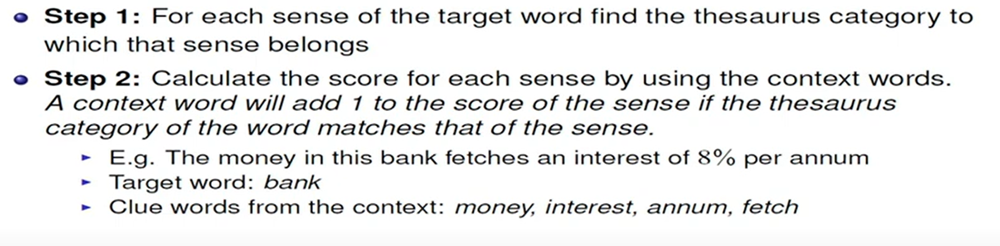 Step 1: For each sense of the target word find the thesaurus category to
which that sense belongs
Step 2: Calculate the score for each sense by using the context words.
A context word will add 1 to the score of the sense if the thesaurus
category of the word matches that of the sense.
E.g. The money in this bank fetches an interest of 8% per annum
Target word: bank
Clue words from the context: money, interest, annum, fetch